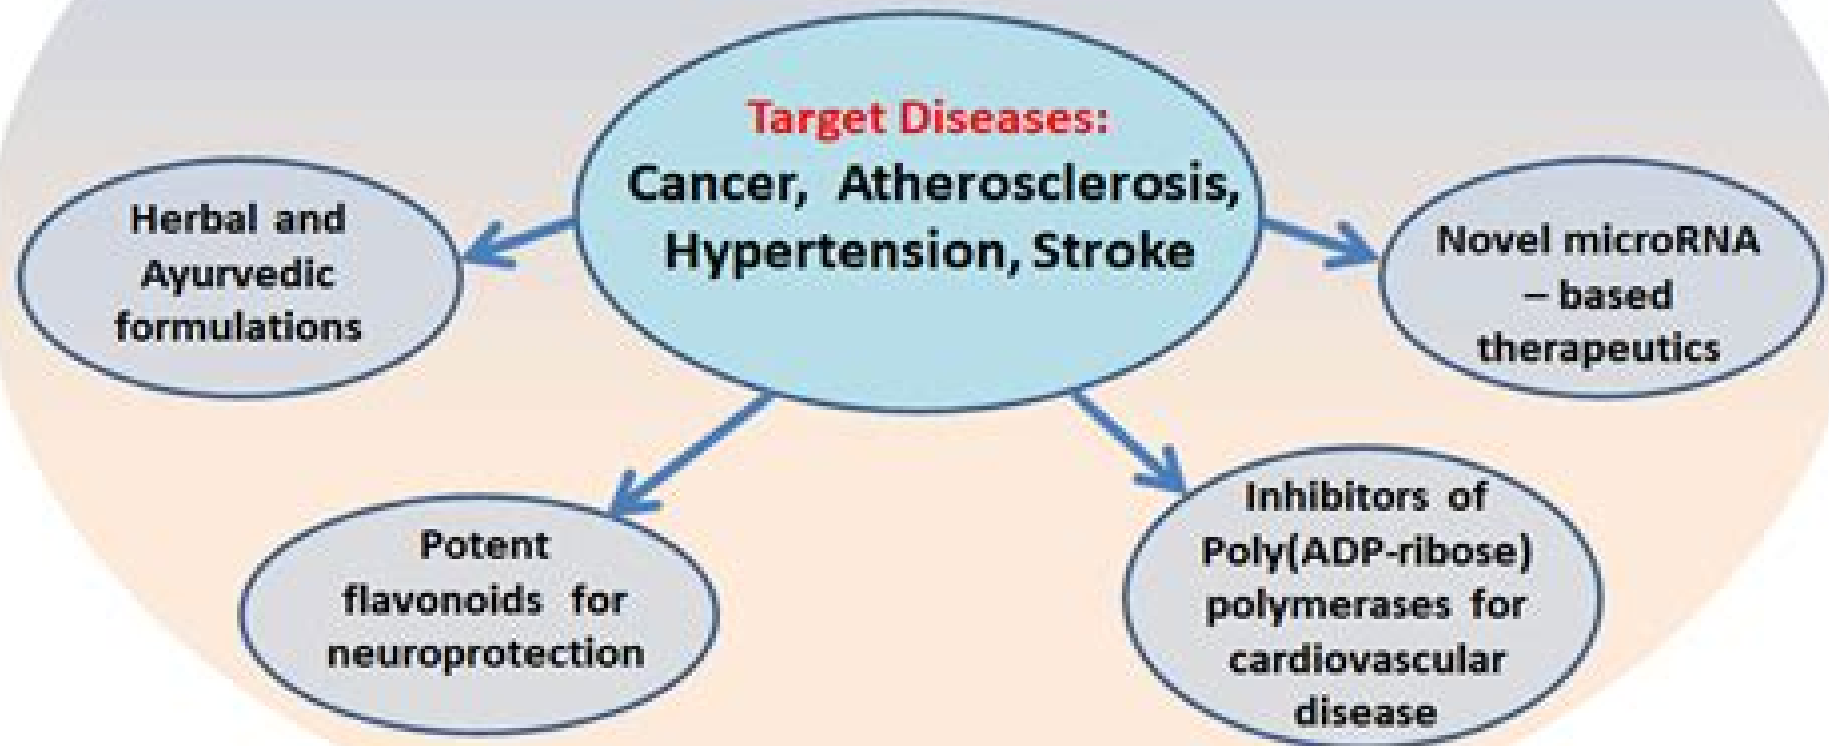 Target Diseases:
Cancer, Atherosclerosis,
Hypertension, Stroke
Herbal and
Ayurvedic
formulations
Novel microRNA
– based
therapeutics
Potent
flavonoids for
neuroprotection
Inhibitors of
Poly(ADP-ribose)
polymerases for
cardiovascular
disease